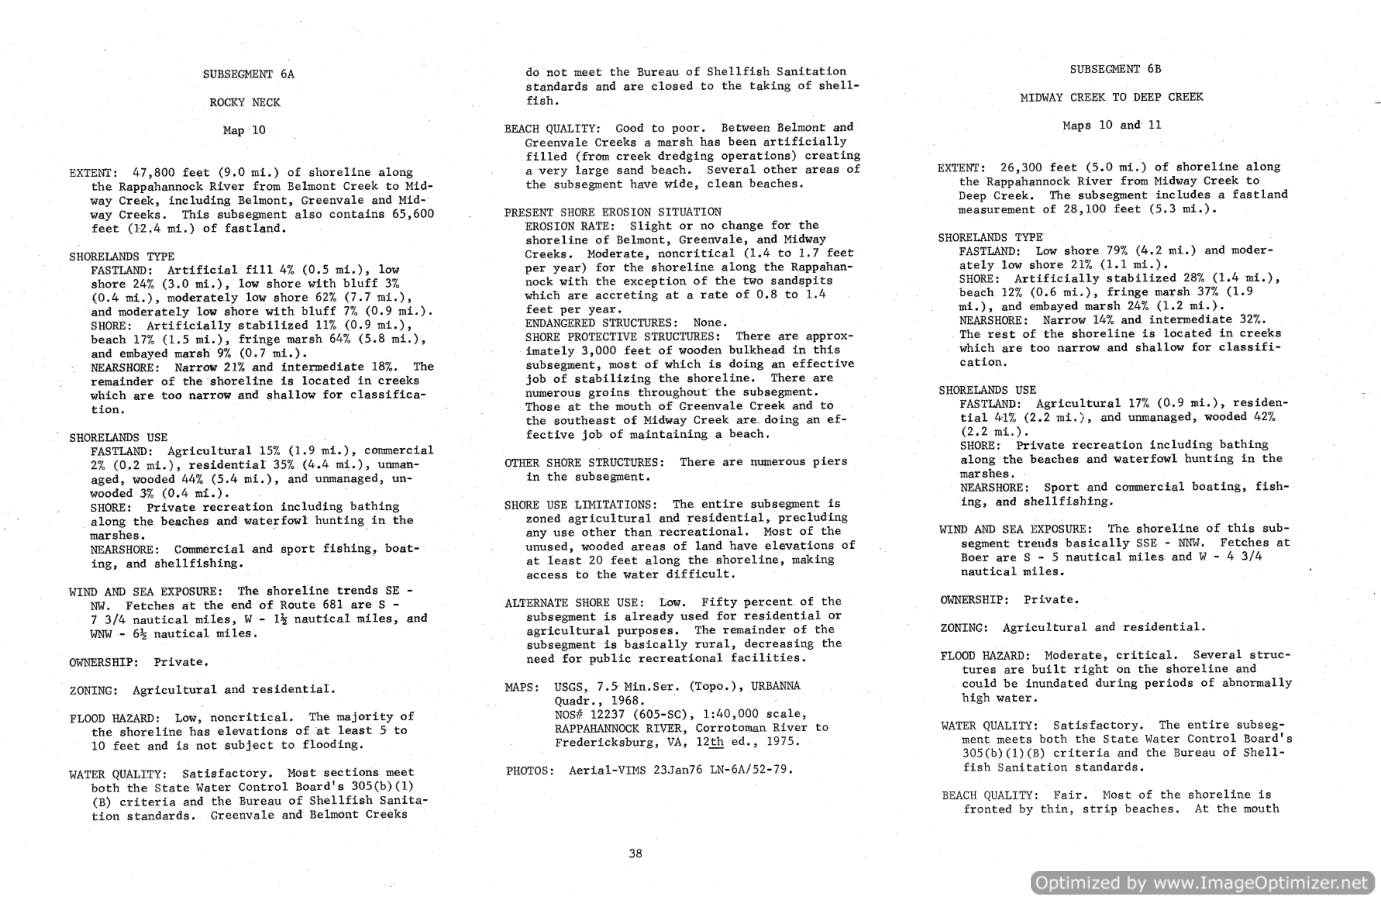 SUBSEGMENT 6A
ROCKY NECK
Map 10
EXTENT: 47,800 feet (9.0 mi.) of shoreline along
the Rappahannock River from Belmont Creek to Mid-
way Creek, including Belmont, Greenvale and Mid-
way Creeks. This subsegment also contains 65,600
feet (12.4 mi.) of fastland.
SHORELANDS TYPE
FASTLAND: Artificial fill 4% (0.5 mi.), low
shore 24% (3.0 mi.), low shore with bluff 3%
(0.4 mi.), moderately low shore 62% (7.7 mi.),
and moderately low shore with bluff 7% (0.9 mi.).
SHORE: Artificially stabilized 11% (0.9 mi.),
beach 17% (1.5 mi.), fringe marsh 64% (5.8 mi.),
and embayed marsh 9% (0.7 mi.).
NEARSHORE: Narrow 21% and intermediate 18%. The
remainder of the shoreline is located in creeks
which are too narrow and shallow for classifica-
tion.
SHORELANDS USE
FASTLAND: Agricultural 15% (1.9 mi.), commercial
2% (0.2 mi.), residential 35% (4.4 mi.), unman-
aged, wooded 44% (5.4 mi.), and unmanaged, un-
wooded 3% (0.4 mi.).
SHORE: Private recreation including bathing
along the beaches and waterfowl hunting in the
marshes.
NEARSHORE: Commercial and sport fishing, boat-
ing, and shellfishing.
WIND AND SEA EXPOSURE: The shoreline trends SE -
NW. Fetches at the end of Route 681 are S -
7 3/4 nautical miles, W - 1½ nautical miles, and
WNW - 6½ nautical miles.
OWNERSHIP: Private.
ZONING: Agricultural and residential.
FLOOD HAZARD: Low, noncritical. The majority of
the shoreline has elevations of at least 5 to
10 feet and is not subject to flooding.
WATER QUALITY: Satisfactory. Most sections meet
both the State Water Control Board's 305(b)(1)
(B) criteria and the Bureau of Shellfish Sanita-
tion standards. Greenvale and Belmont Creeks
do not meet the Bureau of Shellfish Sanitation
standards and are closed to the taking of shell-
fish.
BEACH QUALITY: Good to poor. Between Belmont and
Greenvale Creeks a marsh has been artificially
filled (from creek dredging operations) creating
a very large sand beach. Several other areas of
the subsegment have wide, clean beaches.
PRESENT SHORE EROSION SITUATION
EROSION RATE: Slight or no change for the
shoreline of Belmont, Greenvale, and Midway
Creeks. Moderate, noncritical (1.4 to 1.7 feet
per year) for the shoreline along the Rappahan-
nock with the exception of the two sandspits
which are accreting at a rate of 0.8 to 1.4
feet per year.
ENDANGERED STRUCTURES: None.
SHORE PROTECTIVE STRUCTURES: There are approx-
imately 3,000 feet of wooden bulkhead in this
subsegment, most of which is doing an effective
job of stabilizing the shoreline. There are
numerous groins throughout the subsegment.
Those at the mouth of Greenvale Creek and to
the southeast of Midway Creek are doing an ef-
fective job of maintaining a beach.
OTHER SHORE STRUCTURES: There are numerous piers
in the subsegment.
SHORE USE LIMITATIONS: The entire subsegment is
zoned agricultural and residential, precluding
any use other than recreational. Most of the
unused, wooded areas of land have elevations of
at least 20 feet along the shoreline, making
access to the water difficult.
ALTERNATE SHORE USE: Low. Fifty percent of the
subsegment is already used for residential or
agricultural purposes. The remainder of the
subsegment is basically rural, decreasing the
need for public recreational facilities.
MAPS: USGS, 7.5 Min.Ser. (Topo.), URBANNA
Quadr., 1968.
NOS# 12237 (605-SC), 1:40,000 scale,
RAPPAHANNOCK RIVER, Corrotoman River to
Fredericksburg, VA, 12th ed., 1975.
PHOTOS: Aerial-VIMS 23Jan76 LN-6A/52-79.
SUBSEGMENT 6B
MIDWAY CREEK TO DEEP CREEK
Maps 10 and 11
EXTENT: 26,300 feet (5.0 mi.) of shoreline along
the Rappahannock River from Midway Creek to
Deep Creek. The subsegment includes a fastland
measurement of 28,100 feet (5.3 mi.).
SHORELANDS TYPE
FASTLAND: Low shore 79% (4.2 mi.) and moder-
ately low shore 21% (1.1 mi.).
SHORE: Artificially stabilized 28% (1.4 mi.),
beach 12% (0.6 mi.), fringe marsh 37% (1.9
mi.), and embayed marsh 24% (1.2 mi.).
NEARSHORE: Narrow 14% and intermediate 32%.
The rest of the shoreline is located in creeks
which are too narrow and shallow for classifi-
cation.
SHORELANDS USE
FASTLAND: Agricultural 17% (0.9 mi.), residen-
tial 41% (2.2 mi.), and unmanaged, wooded 42%
(2.2 mi.).
SHORE: Private recreation including bathing
along the beaches and waterfowl hunting in the
marshes.
NEARSHORE: Sport and commercial boating, fish-
ing, and shellfishing.
WIND AND SEA EXPOSURE: The shoreline of this sub-
segment trends basically SSE - NNW. Fetches at
Boer are S - 5 nautical miles and W - 4 3/4
nautical miles.
OWNERSHIP: Private.
ZONING: Agricultural and residential.
FLOOD HAZARD: Moderate, critical. Several struc-
tures are built right on the shoreline and
could be inundated during periods of abnormally
high water.
WATER QUALITY: Satisfactory. The entire subseg-
ment meets both the State Water Control Board's
305(b)(1)(B) criteria and the Bureau of Shell-
fish Sanitation standards.
BEACH QUALITY: Fair. Most of the shoreline is
fronted by thin, strip beaches. At the mouth
38
Optimized by www.ImageOptimizer.net